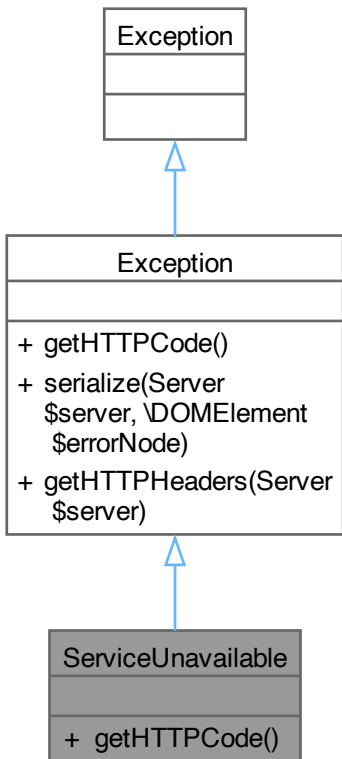 Exception
Exception
+ getHTTPCode()
+ serialize(Server
$server, \DOMElement
$errorNode)
+ getHTTPHeaders(Server
$server)
ServiceUnavailable
+ getHTTPCode()